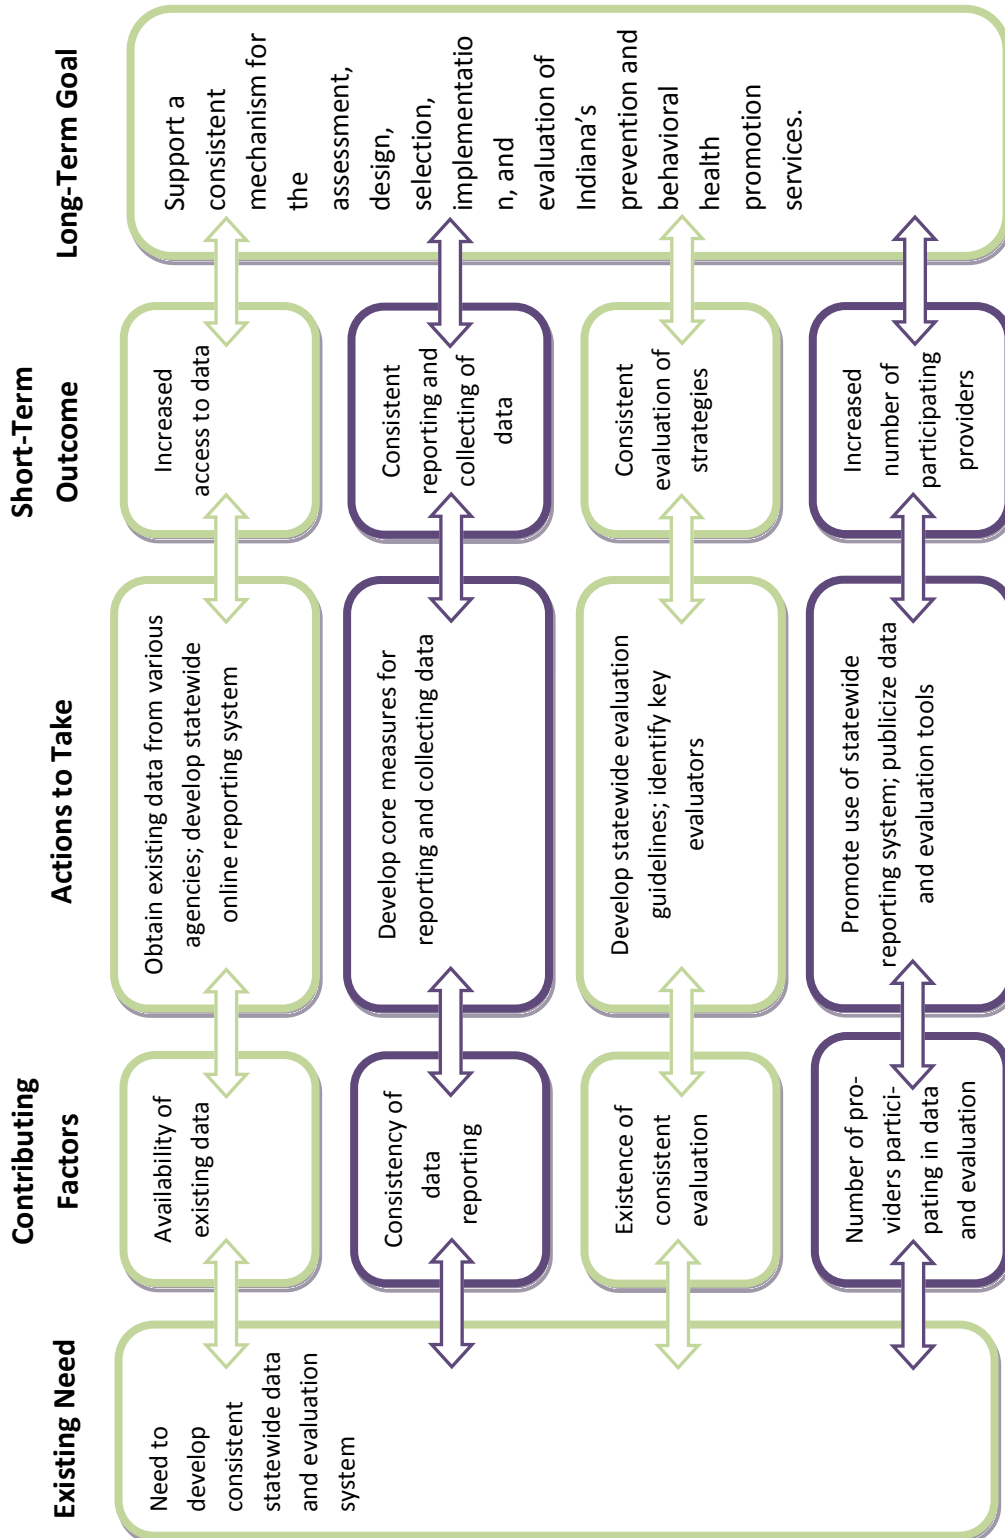 Existing Need
Contributing
Factors
Actions to Take
Short-Term
Outcome
Long-Term Goal
Need to
develop
consistent
statewide data
and evaluation
system
Availability of
existing data
Obtain existing data from various
agencies; develop statewide
online reporting system
Increased
access to data
Consistency of
data
reporting
Develop core measures for
reporting and collecting data
Consistent
reporting and
collecting of
data
Existence of
consistent
evaluation
Develop statewide evaluation
guidelines; identify key
evaluators
Consistent
evaluation of
strategies
Number of pro-
viders partici-
pating in data
and evaluation
Promote use of statewide
reporting system; publicize data
and evaluation tools
Increased
number of
participating
providers
Support a
consistent
mechanism for
the
assessment,
design,
selection,
implementatio
n, and
evaluation of
Indiana's
prevention and
behavioral
health
promotion
services.